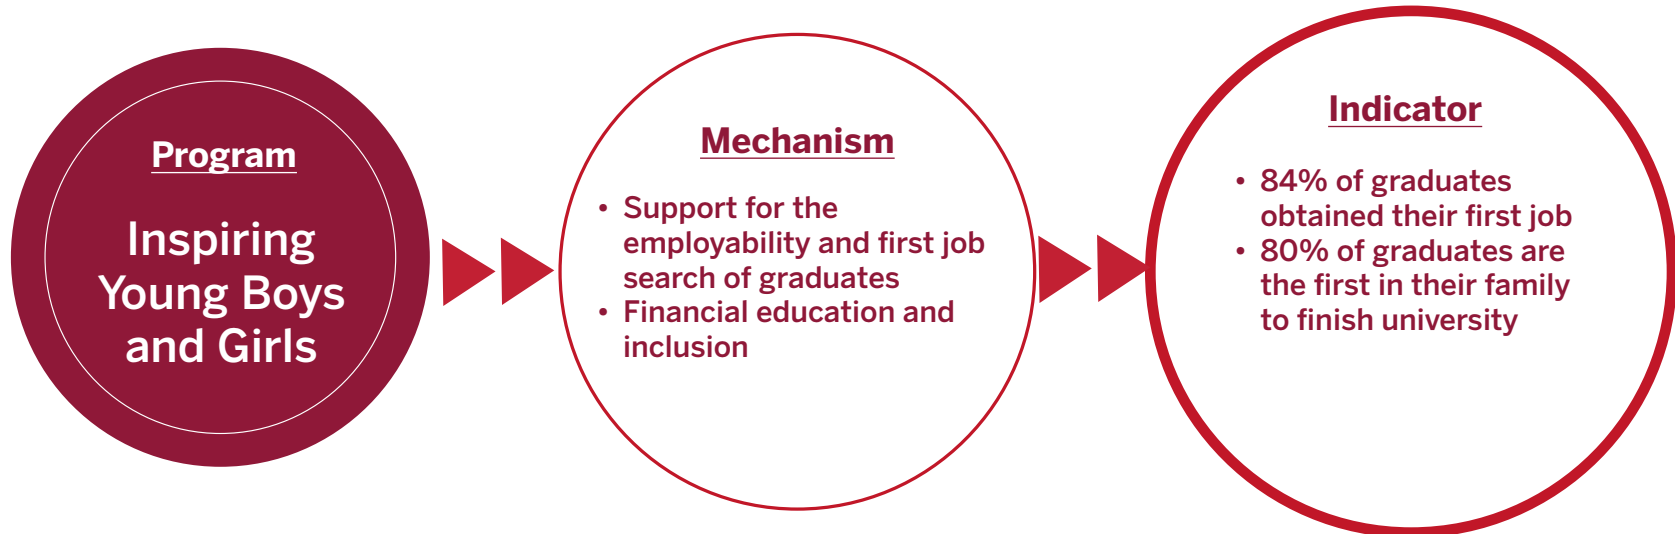 Program
Inspiring
Young Boys
and Girls
Mechanism
• Support for the
employability and first job
search of graduates
• Financial education and
inclusion
Indicator
• 84% of graduates
obtained their first job
• 80% of graduates are
the first in their family
to finish university